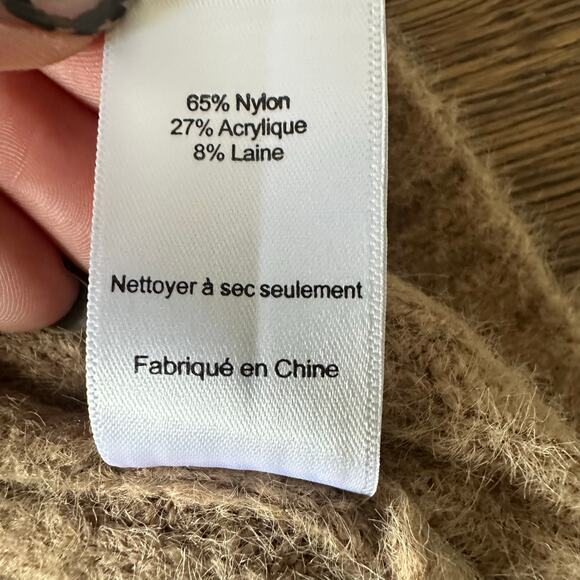 65% Nylon
27% Acrylique
8% Laine
Nettoyer à sec seulement
Fabriqué en Chine